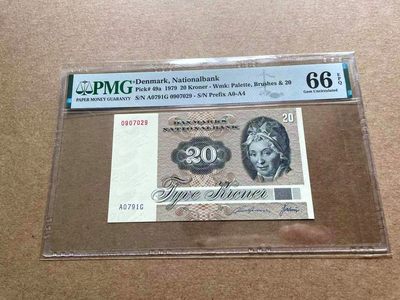 PMG
PAPER MONEY GUARANTY
Denmark, Nationalbank
Pick# 49a 1979 20 Kroner - Wmk: Palette, Brushes & 20
S/N A0791G 0907029 - S/N Prefix A0-A4
66 EPQ
Gem Uncirculated
0907029
DANMARKS
NATIONALBANK
20
20
Tyve Kroner
A0791G